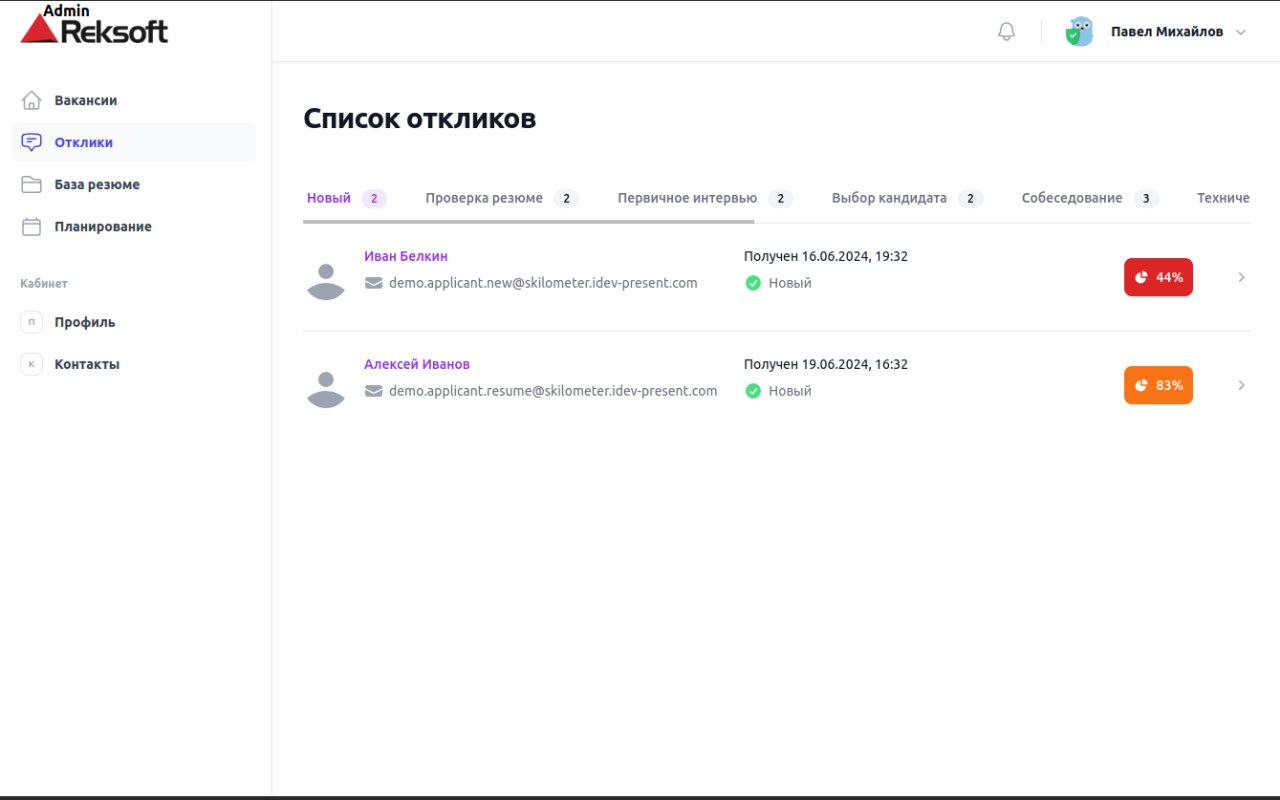 Admin
Reksoft
Павел Михайлов
Вакансии
Отклики
База резюме
Планирование
Кабинет
П Профиль
К Контакты
Список откликов
Новый 2 Проверка резюме 2 Первичное интервью 2 Выбор кандидата 2 Собеседование 3 Техниче
Иван Белкин Получен 16.06.2024, 19:32
demo.applicant.new@skilometer.idev-present.com Новый 44%
Алексей Иванов Получен 19.06.2024, 16:32
demo.applicant.resume@skilometer.idev-present.com Новый 83%